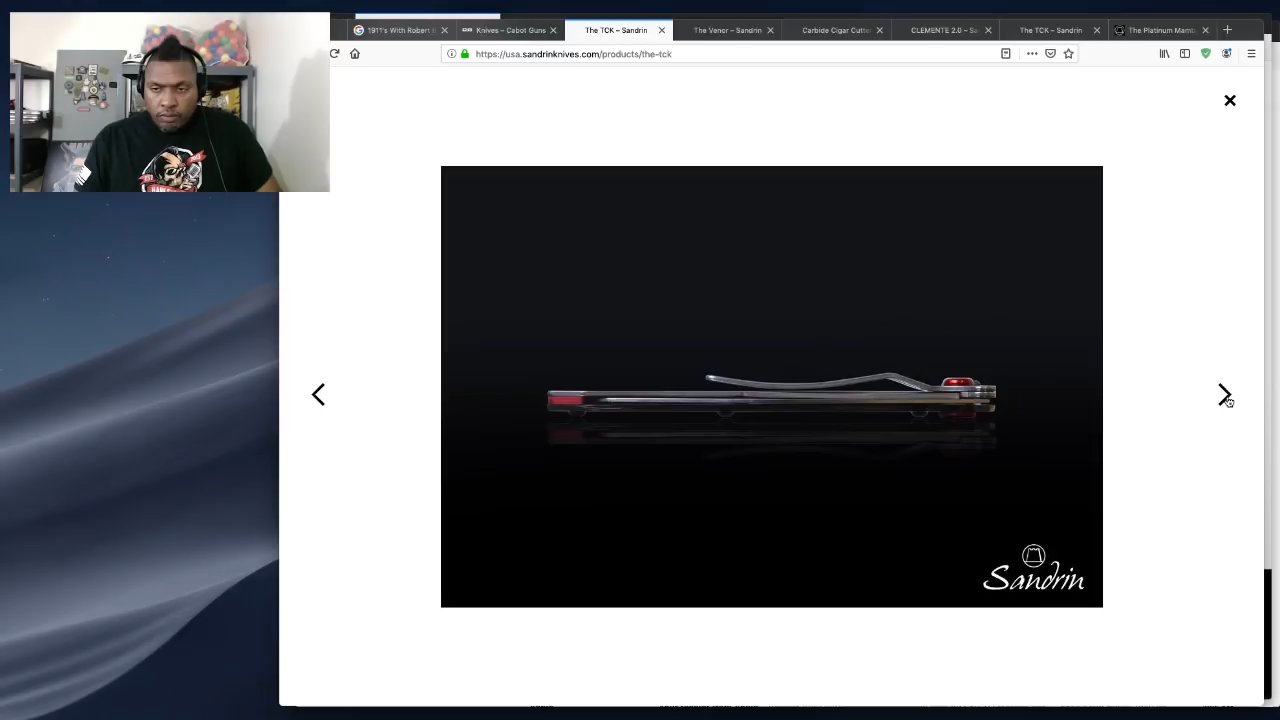 1911's With Robert B
Knives – Cabot Guns
The TCK – Sandrin
The Venor – Sandrin
Carbide Cigar Cutte
CLEMENTE 2.0 – Sa
The TCK – Sandrin
The Platinum Mamb
https://usa.sandrinknives.com/products/the-tck
Sandrin